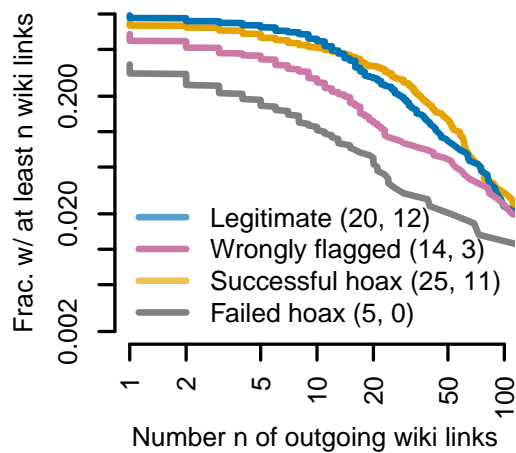 Frac. w/ at least n wiki links
0.200
0.020
0.002
Legitimate (20, 12)
Wrongly flagged (14, 3)
Successful hoax (25, 11)
Failed hoax (5, 0)
1 2 5 10 20 50 100
Number n of outgoing wiki links